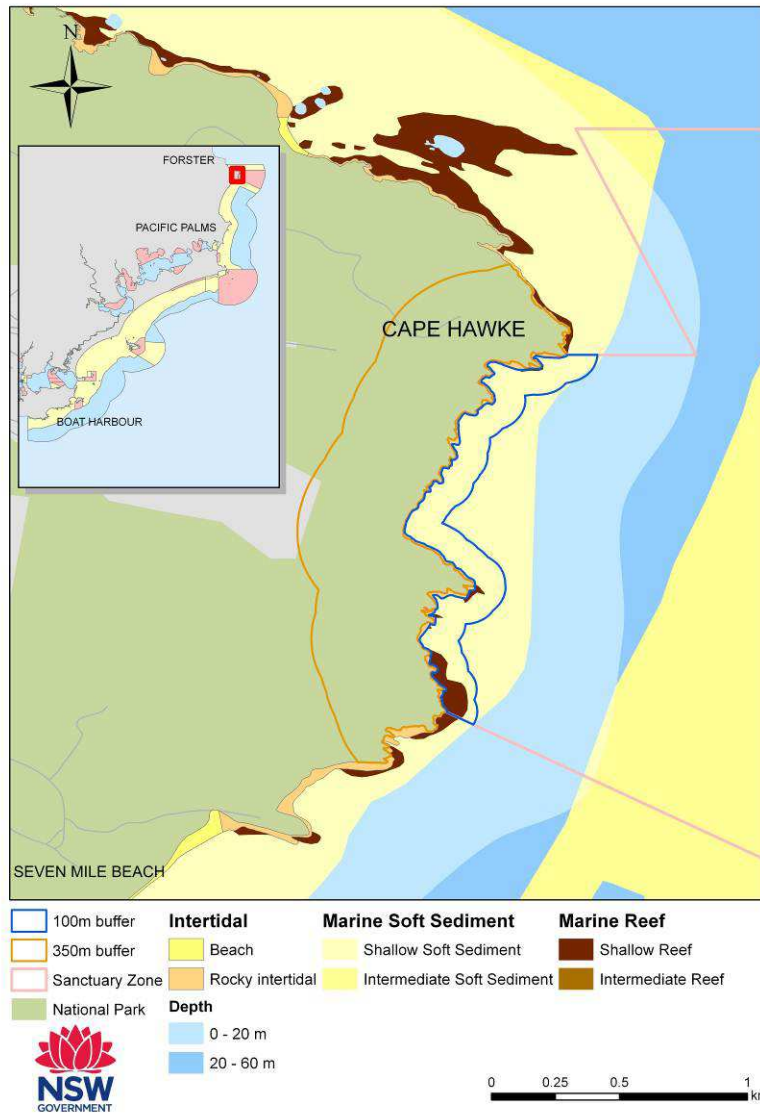 N
FORSTER
PACIFIC PALMS
BOAT HARBOUR
CAPE HAWKE
SEVEN MILE BEACH
100m buffer
350m buffer
Sanctuary Zone
National Park
Intertidal
Beach
Rocky intertidal
Depth
0 - 20 m
20 - 60 m
Marine Soft Sediment
Shallow Soft Sediment
Intermediate Soft Sediment
Marine Reef
Shallow Reef
Intermediate Reef
NSW
GOVERNMENT
0 0.25 0.5 1
km